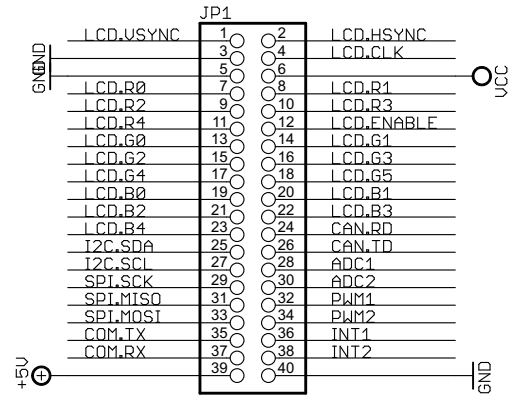 JP1
LCD.VSYNC 1 2 LCD.HSYNC
GND 3 4 LCD.CLK
GND 5 6 VCC
LCD.R0 7 8 LCD.R1
LCD.R2 9 10 LCD.R3
LCD.R4 11 12 LCD.ENABLE
LCD.G0 13 14 LCD.G1
LCD.G2 15 16 LCD.G3
LCD.G4 17 18 LCD.G5
LCD.B0 19 20 LCD.B1
LCD.B2 21 22 LCD.B3
LCD.B4 23 24 CAN.RD
I2C.SDA 25 26 CAN.TD
I2C.SCL 27 28 ADC1
SPI.SCK 29 30 ADC2
SPI.MISO 31 32 PWM1
SPI.MOSI 33 34 PWM2
COM.TX 35 36 INT1
COM.RX 37 38 INT2
+5V 39 40 GND